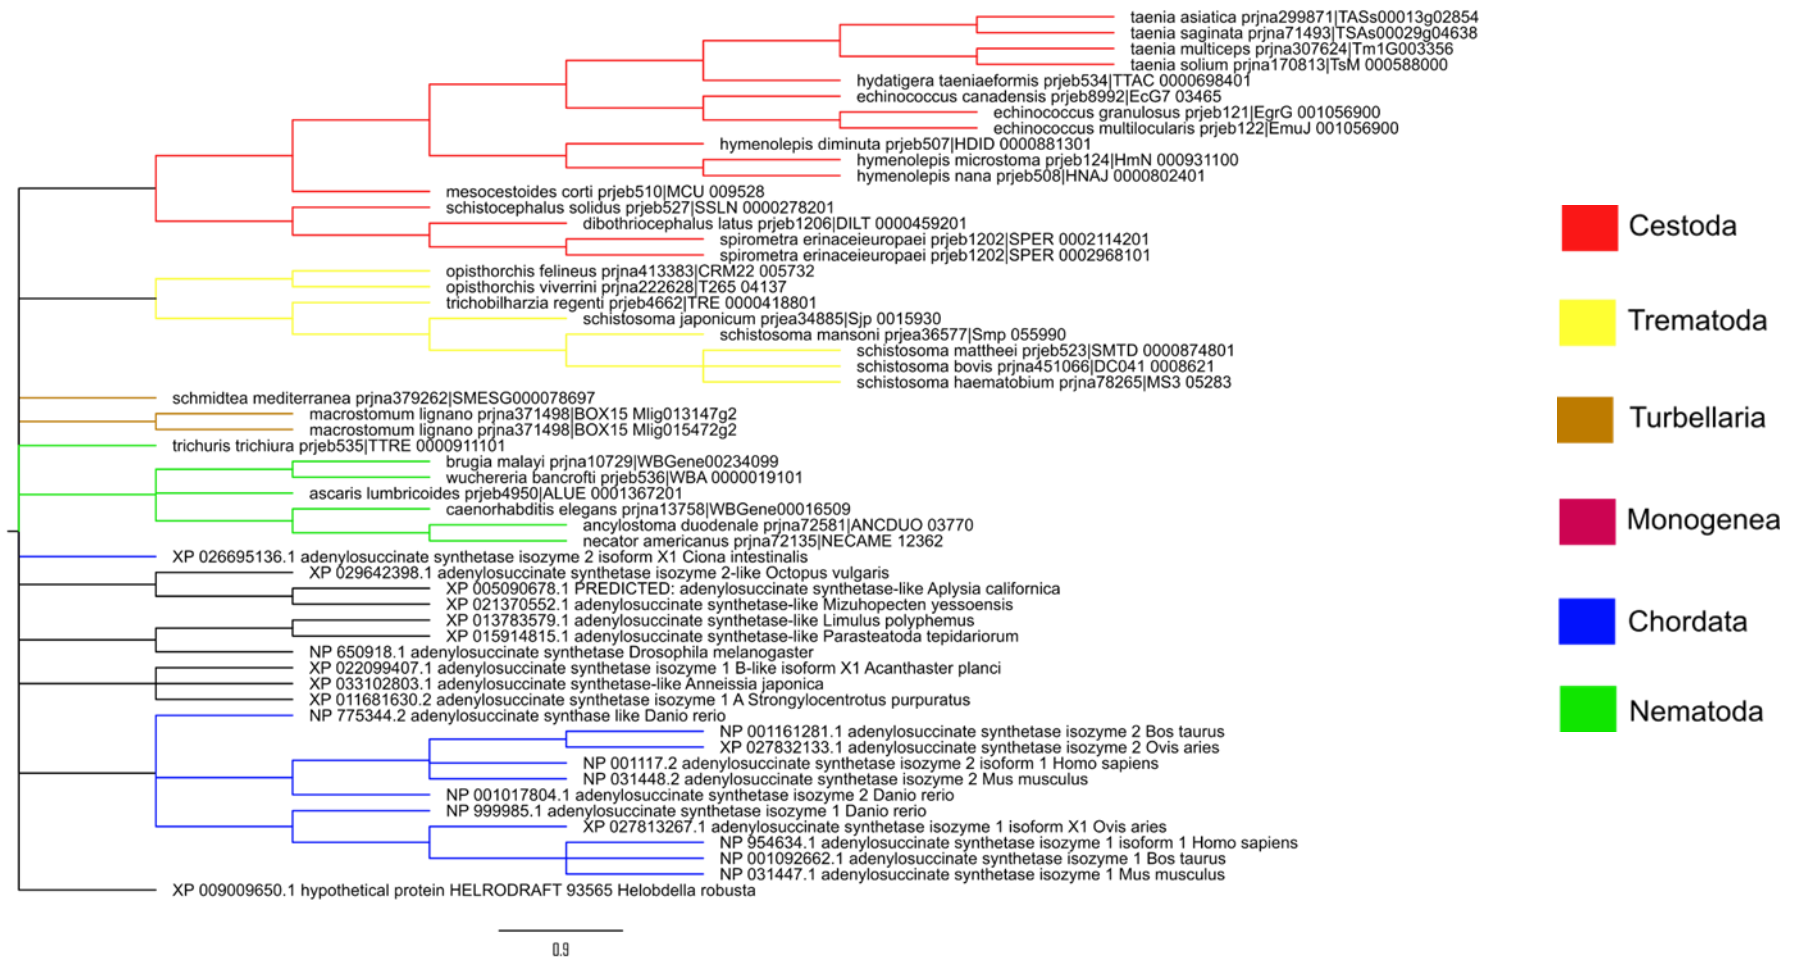 taenia asiatica prjna299871|TASs00013g02854
taenia saginata prjna71493|TSAs00029g04638
taenia multiceps prjna307624|Tm1G003356
taenia solium prjna170813|TsM 000588000
hydatigera taeniaeformis prjeb534|TTAC 0000698401
echinococcus canadensis prjeb8992|EcG7 03465
echinococcus granulosus prjeb121|EgrG 001056900
echinococcus multilocularis prjeb122|EmuJ 001056900
hymenolepis diminuta prjeb507|HDID 0000881301
hymenolepis microstoma prjeb124|HmN 000931100
hymenolepis nana prjeb508|HNAJ 0000802401
mesocestoides corti prjeb510|MCU 009528
schistocephalus solidus prjeb527|SSLN 0000278201
dibothriocephalus latus prjeb1206|DILT 0000459201
spirometra erinaceieuropaei prjeb1202|SPER 0002114201
spirometra erinaceieuropaei prjeb1202|SPER 0002968101
opisthorchis felineus prjna413383|CRM22 005732
opisthorchis viverrini prjna222628|T265 04137
trichobilharzia regenti prjeb4662|TRE 0000418801
schistosoma japonicum prjea34885|Sjp 0015930
schistosoma mansoni prjea36577|Smp 055990
schistosoma mattheei prjeb523|SMTD 0000874801
schistosoma bovis prjna451066|DC041 0008621
schistosoma haematobium prjna78265|MS3 05283
schmidtea mediterranea prjna379262|SMESG000078697
macrostomum lignano prjna371498|BOX15 Mlig013147g2
macrostomum lignano prjna371498|BOX15 Mlig015472g2
trichuris trichiura prjeb535|TTRE 0000911101
brugia malayi prjna10729|WBGene00234099
wuchereria bancrofti prjeb536|WBA 0000019101
ascaris lumbricoides prjeb4950|ALUE 0001367201
caenorhabditis elegans prjna13758|WBGene00016509
ancylostoma duodenale prjna72581|ANCDUO 03770
necator americanus prjna72135|NECAME 12362
XP 026695136.1 adenylosuccinate synthetase isozyme 2 isoform X1 Ciona intestinalis
XP 029642398.1 adenylosuccinate synthetase isozyme 2-like Octopus vulgaris
XP 005090678.1 PREDICTED: adenylosuccinate synthetase-like Aplysia californica
XP 021370552.1 adenylosuccinate synthetase-like Mizuhopecten yessoensis
XP 013783579.1 adenylosuccinate synthetase-like Limulus polyphemus
XP 015914815.1 adenylosuccinate synthetase-like Parasteatoda tepidariorum
NP 650918.1 adenylosuccinate synthetase Drosophila melanogaster
XP 022099407.1 adenylosuccinate synthetase isozyme 1 B-like isoform X1 Acanthaster planci
XP 033102803.1 adenylosuccinate synthetase-like Anneissia japonica
XP 011681630.2 adenylosuccinate synthetase isozyme 1 A Strongylocentrotus purpuratus
NP 775344.2 adenylosuccinate synthase like Danio rerio
NP 001161281.1 adenylosuccinate synthetase isozyme 2 Bos taurus
XP 027832133.1 adenylosuccinate synthetase isozyme 2 Ovis aries
NP 001117.2 adenylosuccinate synthetase isozyme 2 isoform 1 Homo sapiens
NP 031448.2 adenylosuccinate synthetase isozyme 2 Mus musculus
NP 001017804.1 adenylosuccinate synthetase isozyme 2 Danio rerio
NP 999985.1 adenylosuccinate synthetase isozyme 1 Danio rerio
XP 027813267.1 adenylosuccinate synthetase isozyme 1 isoform X1 Ovis aries
NP 954634.1 adenylosuccinate synthetase isozyme 1 isoform 1 Homo sapiens
NP 001092662.1 adenylosuccinate synthetase isozyme 1 Bos taurus
NP 031447.1 adenylosuccinate synthetase isozyme 1 Mus musculus
XP 009009650.1 hypothetical protein HELRODRAFT 93565 Helobdella robusta
0.9
Cestoda
Trematoda
Turbellaria
Monogenea
Chordata
Nematoda